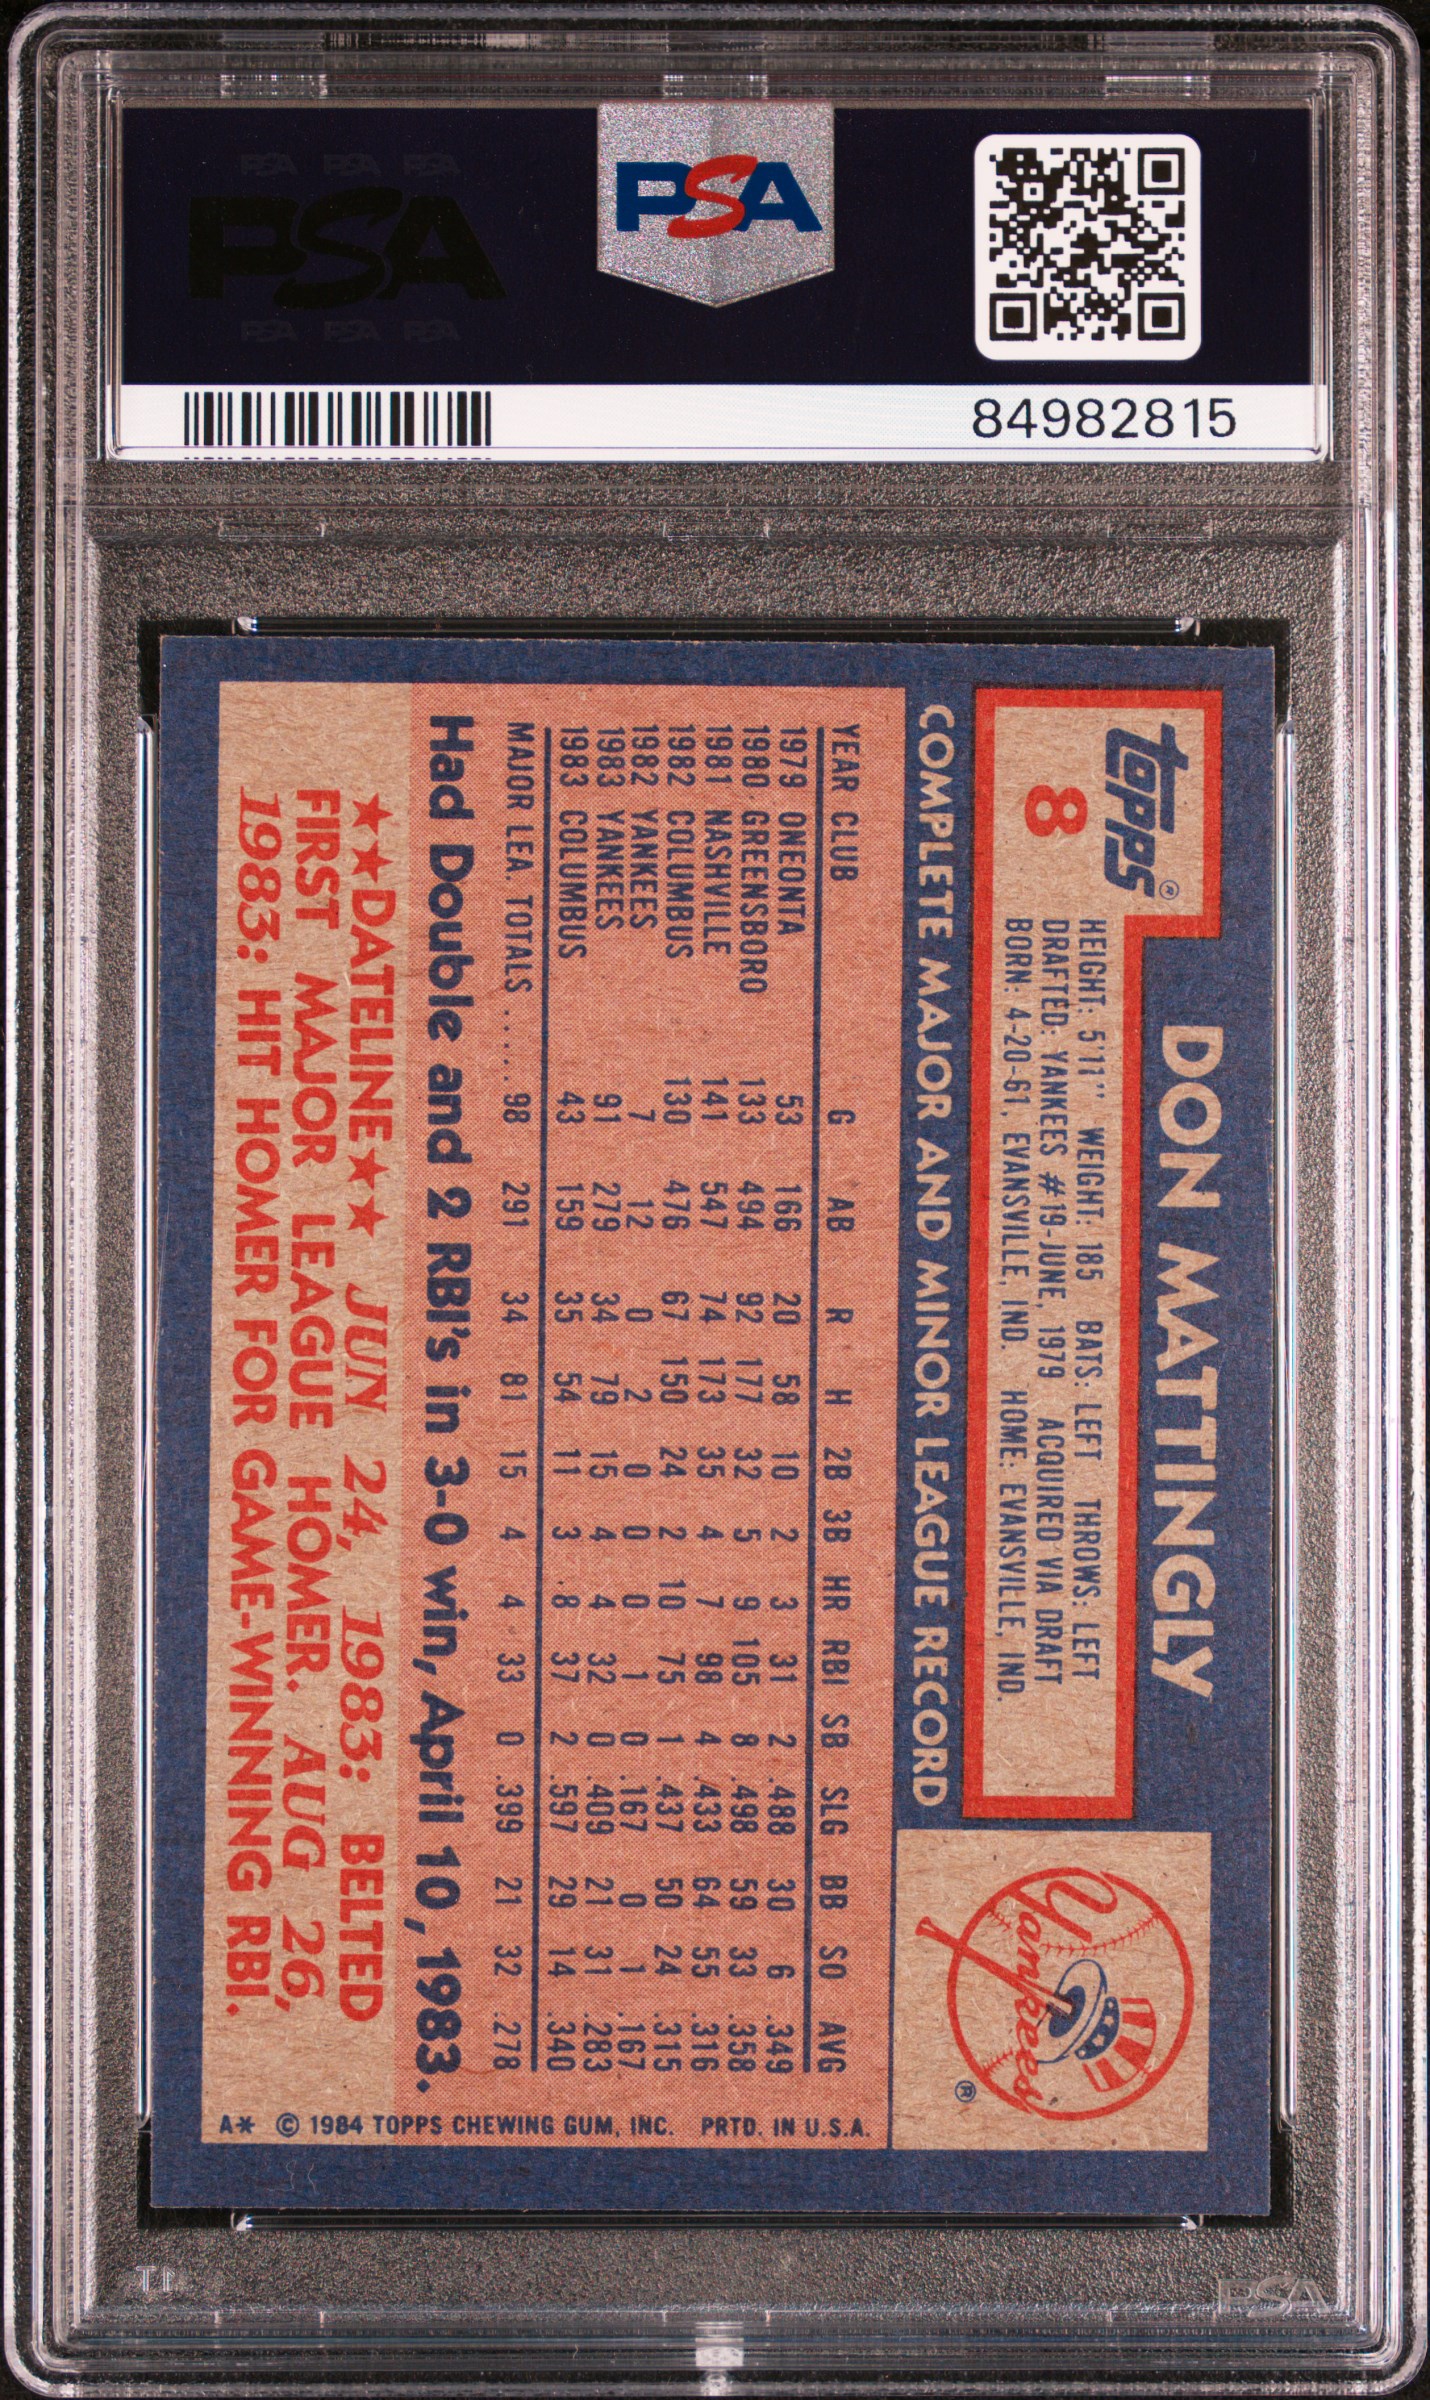 PSA PSA PSA
PSA
PSA PSA PSA
PSA
84982815
topps®
8
DON MATTINGLY
HEIGHT: 5'11" WEIGHT: 185 BATS: LEFT THROWS: LEFT
DRAFTED: YANKEES #19-JUNE, 1979 ACQUIRED VIA DRAFT
BORN: 4-20-61, EVANSVILLE, IND. HOME: EVANSVILLE, IND.
Yankees ®
COMPLETE MAJOR AND MINOR LEAGUE RECORD
YEAR CLUB G AB R H 2B 3B HR RBI SB SLG BB SO AVG
1979 ONEONTA 53 166 20 58 10 2 3 31 2 .488 30 6 .349
1980 GREENSBORO 133 494 92 177 32 5 9 105 8 .498 59 33 .358
1981 NASHVILLE 141 547 74 173 35 4 7 98 4 .433 64 55 .316
1982 COLUMBUS 130 476 67 150 24 2 10 75 1 .437 50 24 .315
1982 YANKEES 7 12 0 2 0 0 0 1 0 .167 0 1 .167
1983 YANKEES 91 279 34 79 15 4 4 32 0 .409 21 31 .283
1983 COLUMBUS 43 159 35 54 11 3 8 37 2 .597 29 14 .340
MAJOR LEA. TOTALS ..... 98 291 34 81 15 4 4 33 0 .399 21 32 .278
Had Double and 2 RBI's in 3-0 win, April 10, 1983.
★★DATELINE★★ JUN 24, 1983: BELTED
FIRST MAJOR LEAGUE HOMER. AUG 26,
1983: HIT HOMER FOR GAME-WINNING RBI.
A* © 1984 TOPPS CHEWING GUM, INC. PRTD. IN U.S.A.
PSA